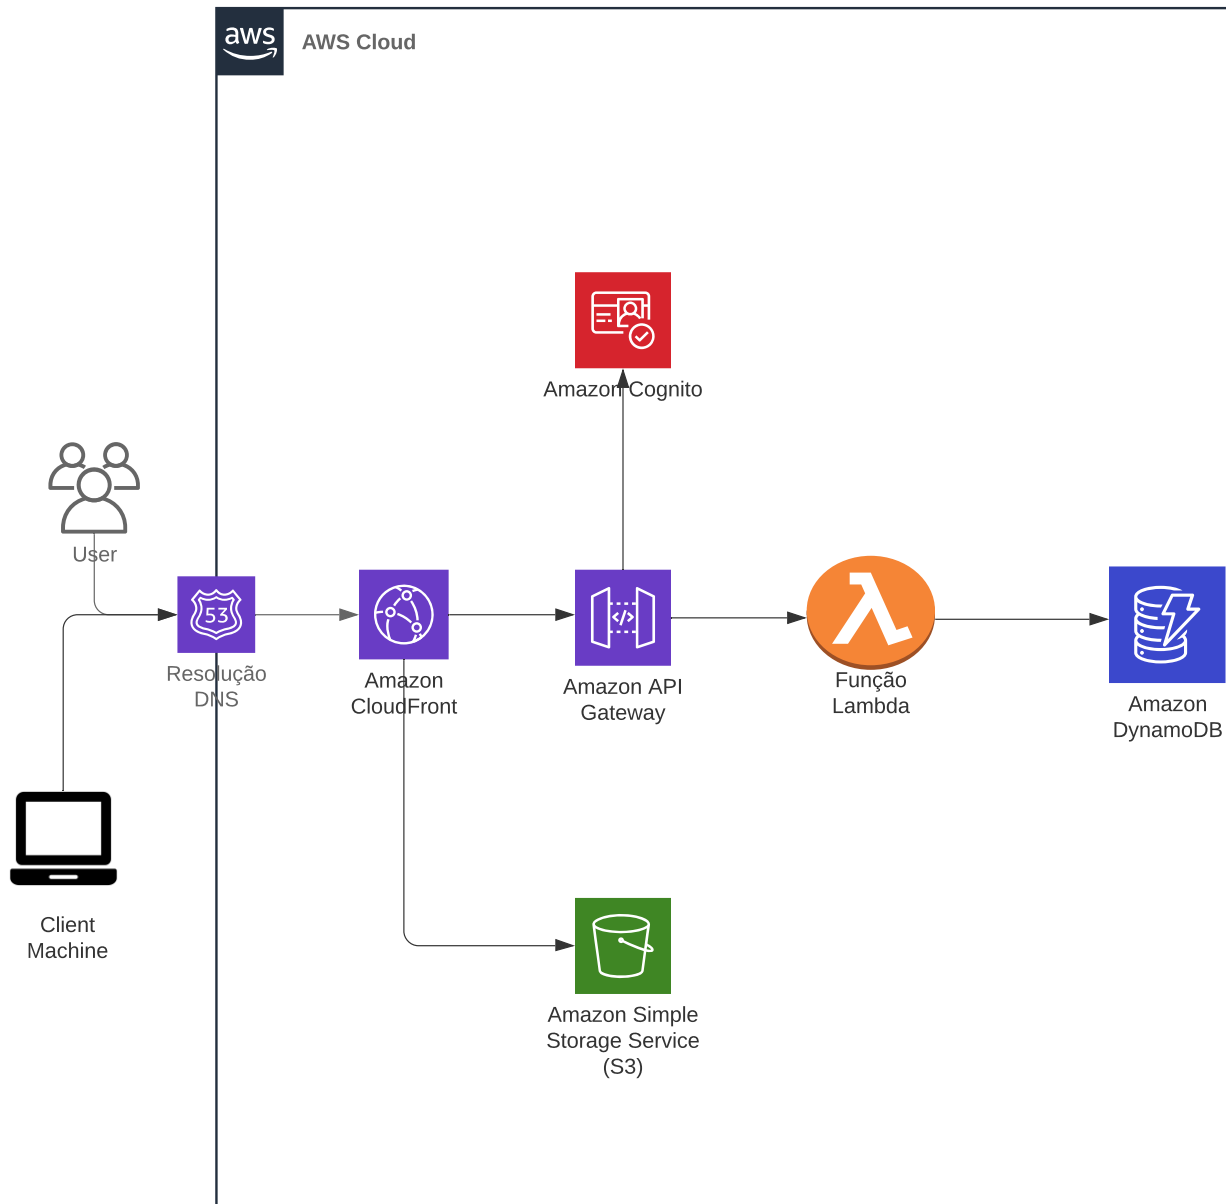 aws
AWS Cloud
Amazon Cognito
User
53
Resolução
DNS
Amazon
CloudFront
</>
Amazon API
Gateway
Função
Lambda
Amazon
DynamoDB
Client
Machine
Amazon Simple
Storage Service
(S3)